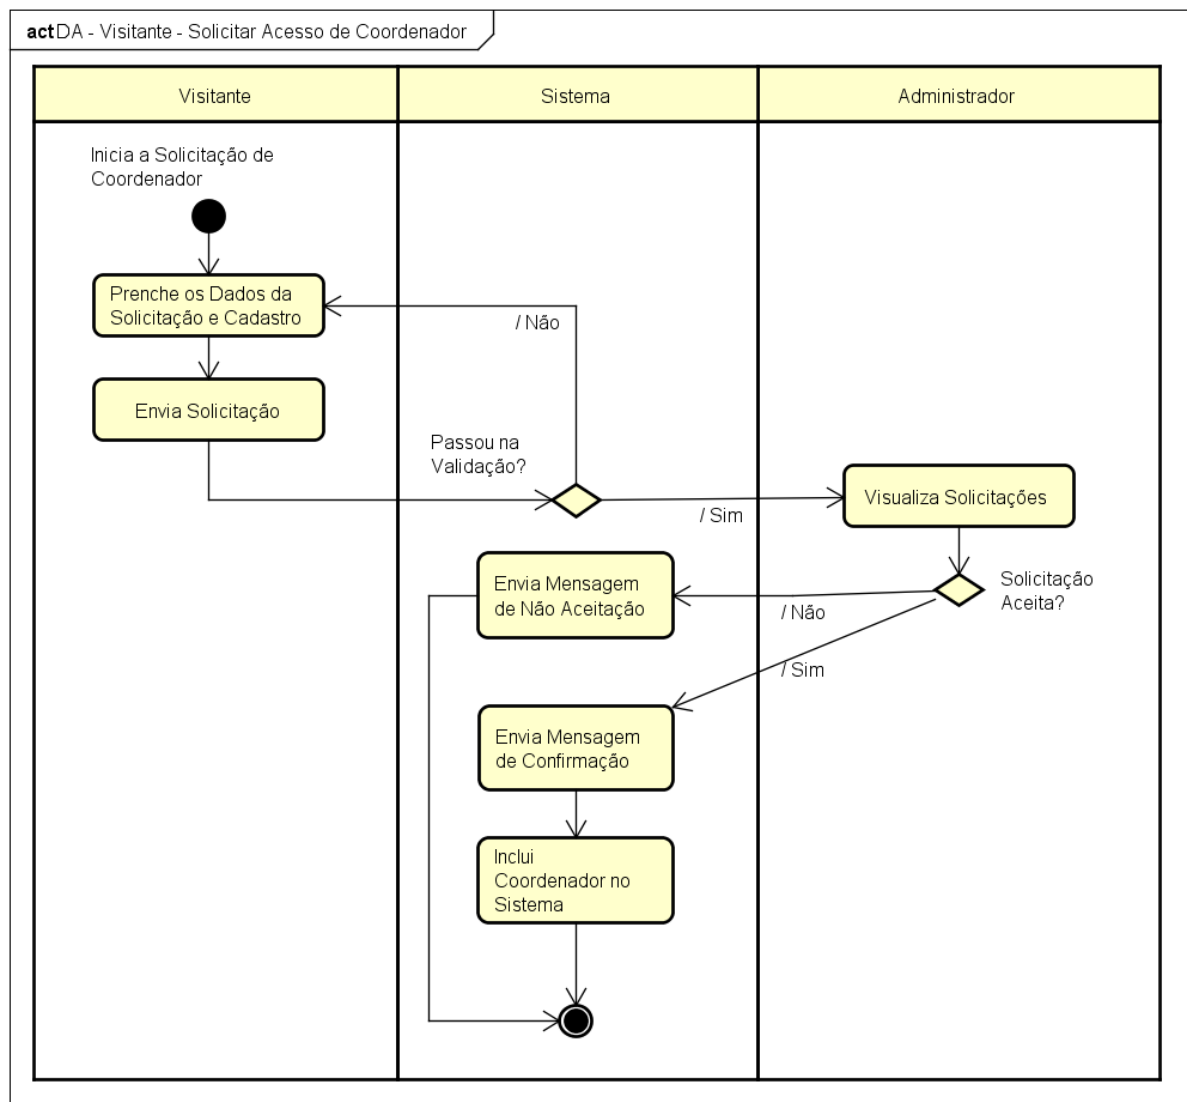 actDA - Visitante - Solicitar Acesso de Coordenador
Visitante
Sistema
Administrador
Inicia a Solicitação de
Coordenador
Prenche os Dados da
Solicitação e Cadastro
/ Não
Envia Solicitação
Passou na
Validação?
/ Sim
Visualiza Solicitações
Solicitação
Aceita?
Envia Mensagem
de Não Aceitação
/ Não
/ Sim
Envia Mensagem
de Confirmação
Inclui
Coordenador no
Sistema